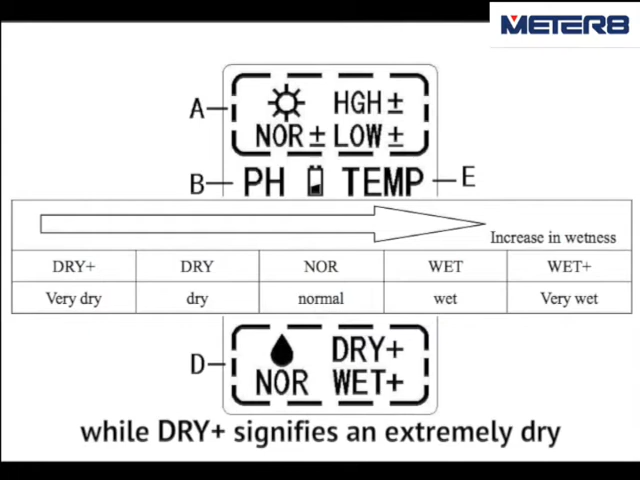 METER8
A
HGH ±
NOR ± LOW ±
B PH TEMP E
Increase in wetness
DRY+ DRY NOR WET WET+
Very dry dry normal wet Very wet
D
DRY+
NOR WET+
while DRY+ signifies an extremely dry